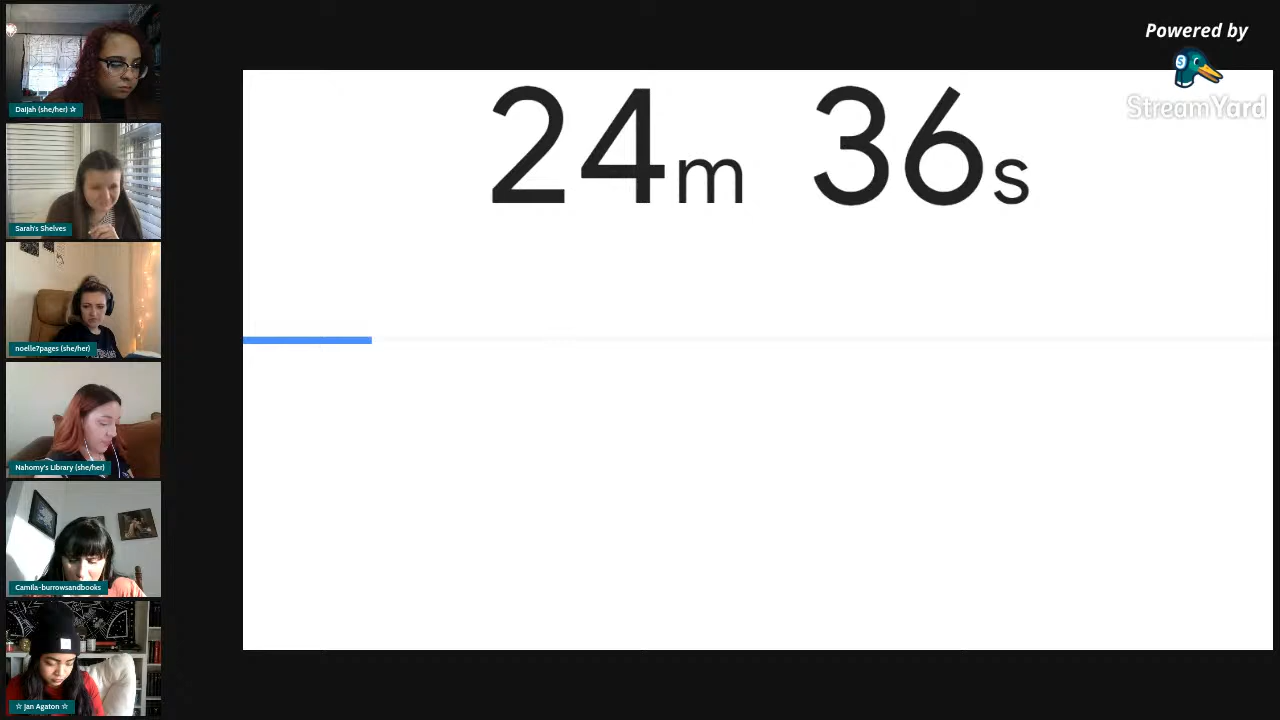 Powered by
StreamYard
24m 36s
Daijah (she/her) ☆
Sarah's Shelves
noelle7pages (she/her)
Nahomy's Library (she/her)
Camila-burrowsandbooks
☆ Jan Agaton ☆